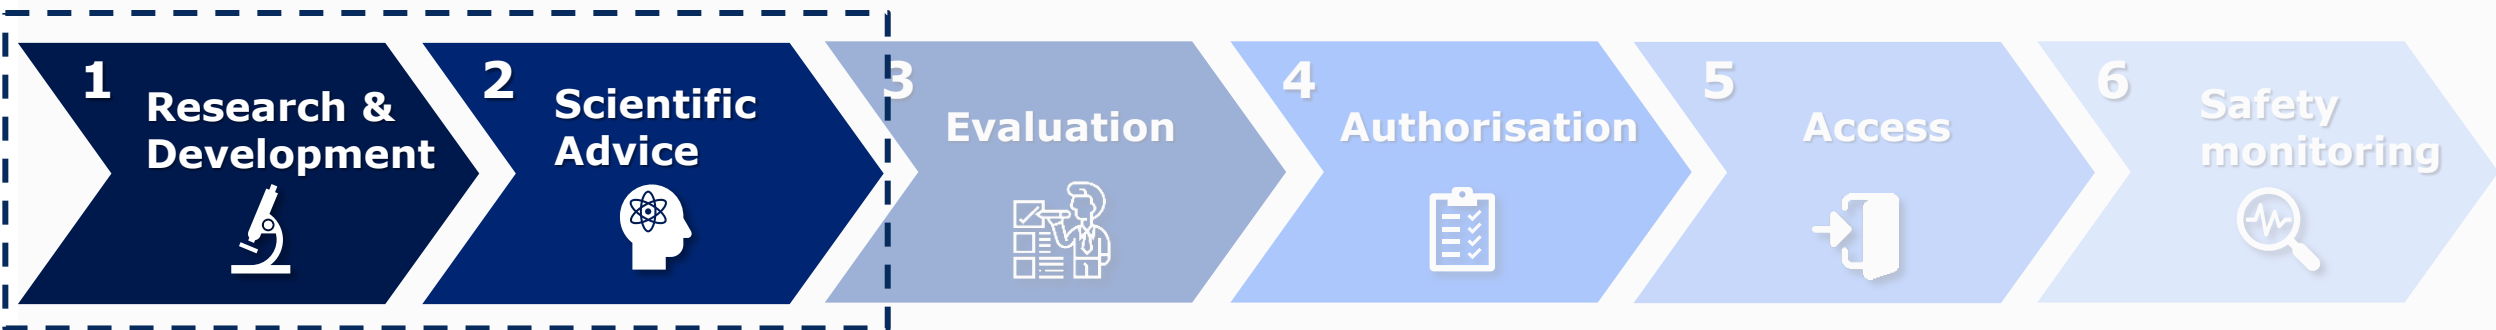 1
Research &
Development
2
Scientific
Advice
3
Evaluation
4
Authorisation
5
Access
6
Safety
monitoring